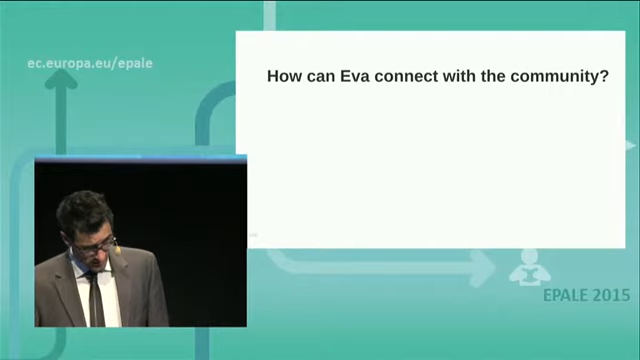 ec.europa.eu/epale
How can Eva connect with the community?
EPALE 2015